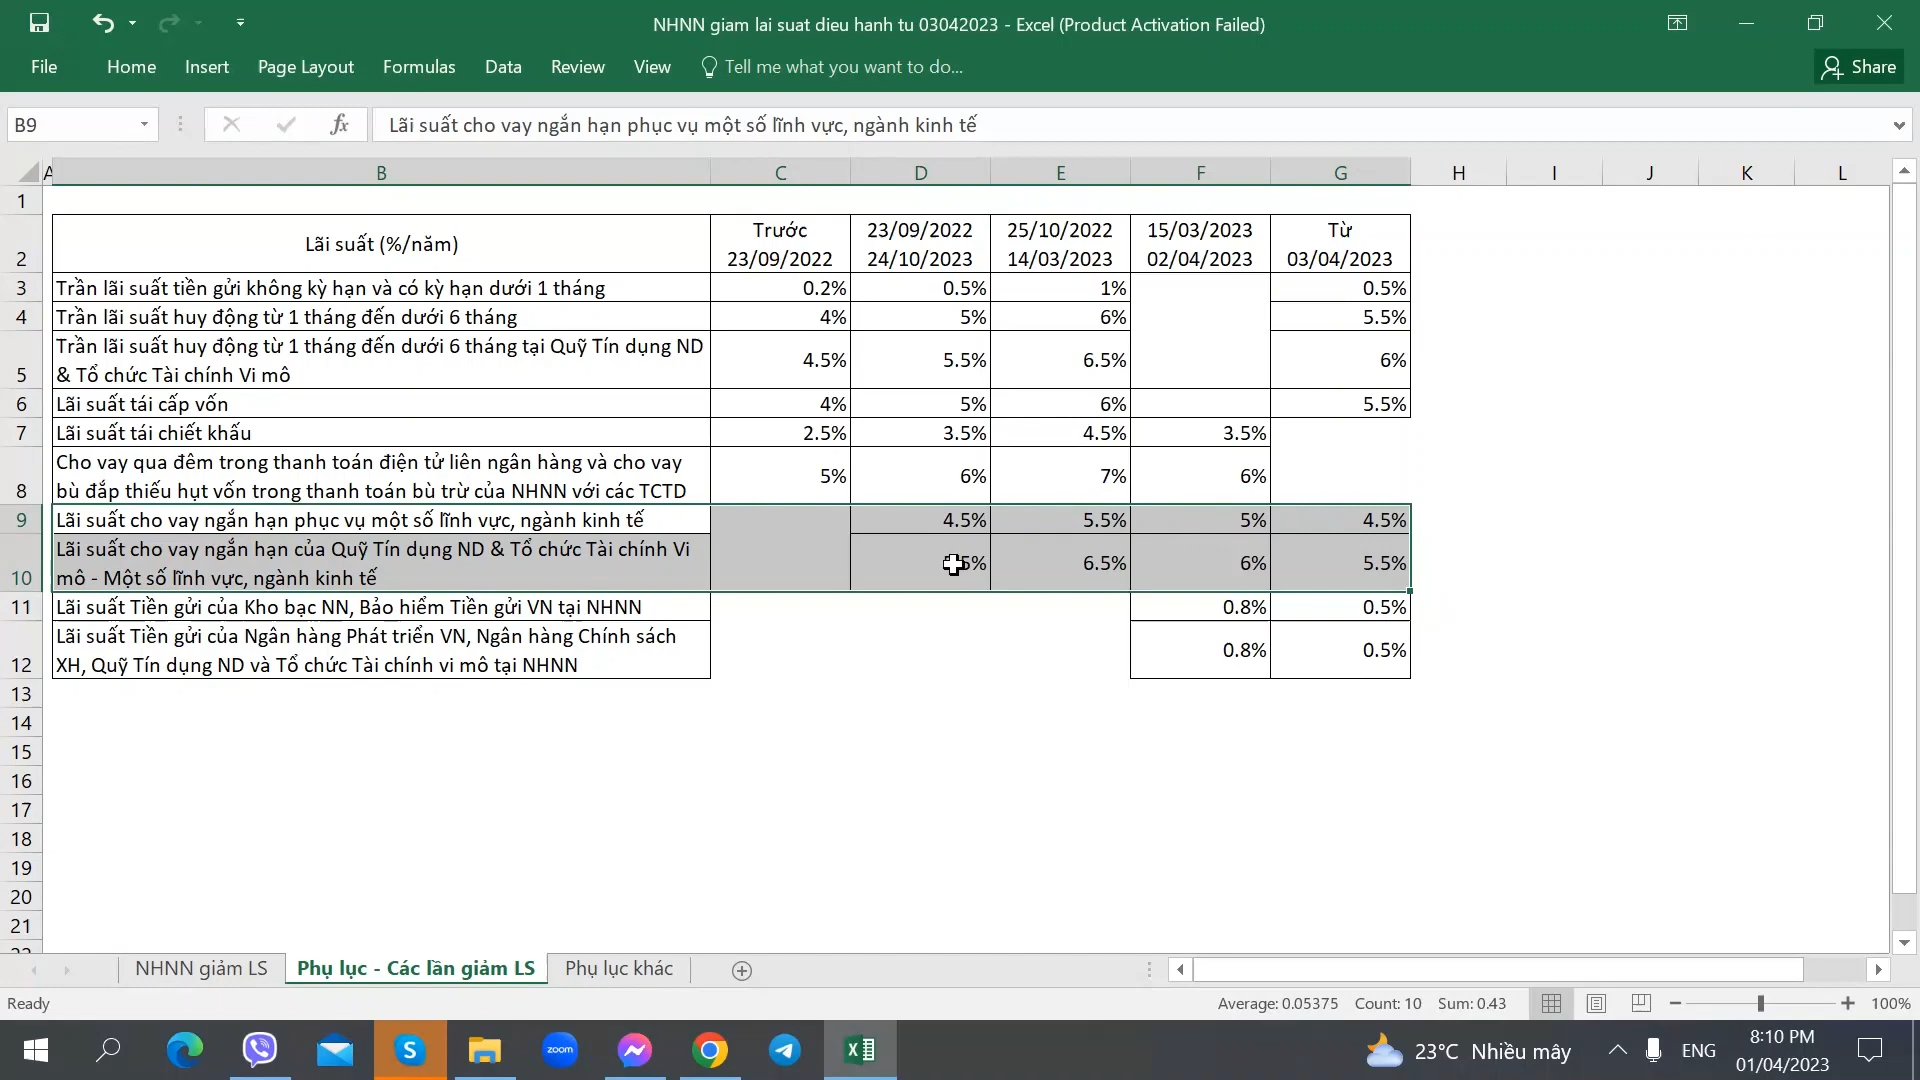 NHNN giam lai suat dieu hanh tu 03042023 - Excel (Product Activation Failed)
File Home Insert Page Layout Formulas Data Review View Tell me what you want to do... Share
B9 fx Lãi suất cho vay ngắn hạn phục vụ một số lĩnh vực, ngành kinh tế
A B C D E F G H I J K L
1
2 Lãi suất (%/năm) Trước 23/09/2022 25/10/2022 15/03/2023 Từ
23/09/2022 24/10/2023 14/03/2023 02/04/2023 03/04/2023
3 Trần lãi suất tiền gửi không kỳ hạn và có kỳ hạn dưới 1 tháng 0.2% 0.5% 1% 0.5%
4 Trần lãi suất huy động từ 1 tháng đến dưới 6 tháng 4% 5% 6% 5.5%
Trần lãi suất huy động từ 1 tháng đến dưới 6 tháng tại Quỹ Tín dụng ND
5 & Tổ chức Tài chính Vi mô 4.5% 5.5% 6.5% 6%
6 Lãi suất tái cấp vốn 4% 5% 6% 5.5%
7 Lãi suất tái chiết khấu 2.5% 3.5% 4.5% 3.5%
Cho vay qua đêm trong thanh toán điện tử liên ngân hàng và cho vay
8 bù đắp thiếu hụt vốn trong thanh toán bù trừ của NHNN với các TCTD 5% 6% 7% 6%
9 Lãi suất cho vay ngắn hạn phục vụ một số lĩnh vực, ngành kinh tế 4.5% 5.5% 5% 4.5%
Lãi suất cho vay ngắn hạn của Quỹ Tín dụng ND & Tổ chức Tài chính Vi
10 mô - Một số lĩnh vực, ngành kinh tế 6.5% 6% 5.5%
11 Lãi suất Tiền gửi của Kho bạc NN, Bảo hiểm Tiền gửi VN tại NHNN 0.8% 0.5%
Lãi suất Tiền gửi của Ngân hàng Phát triển VN, Ngân hàng Chính sách
12 XH, Quỹ Tín dụng ND và Tổ chức Tài chính vi mô tại NHNN 0.8% 0.5%
13
14
15
16
17
18
19
20
21
NHNN giảm LS Phụ lục - Các lần giảm LS Phụ lục khác
Ready Average: 0.05375 Count: 10 Sum: 0.43 100%
zoom 23°C Nhiều mây ENG 8:10 PM
01/04/2023